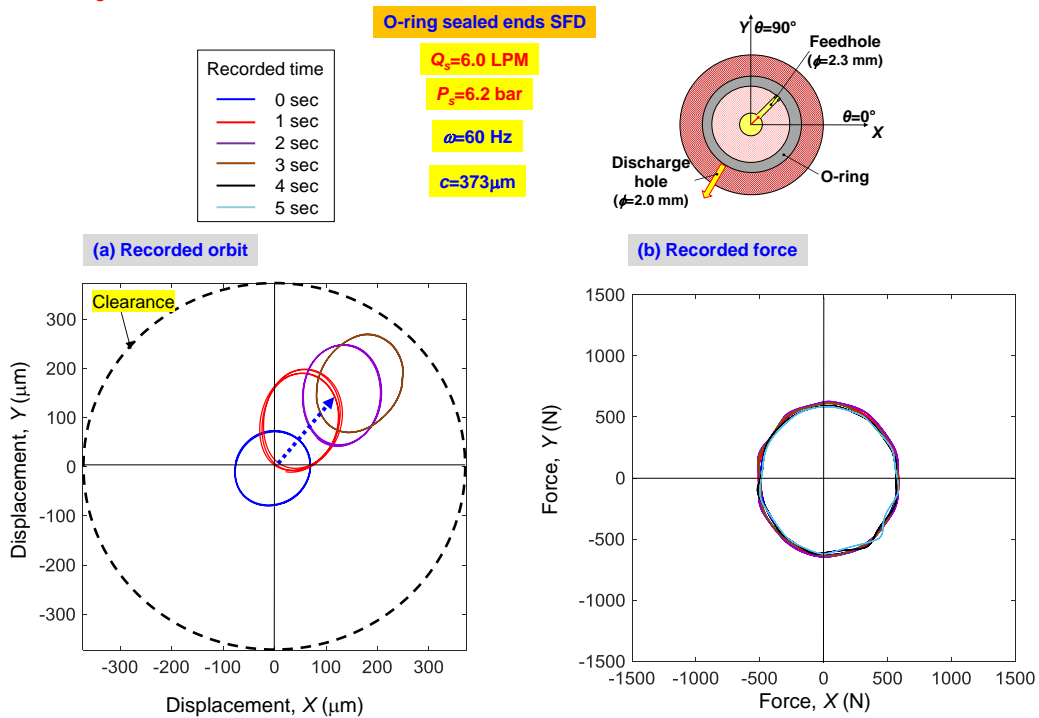 O-ring sealed ends SFD
Qs=6.0 LPM
Ps=6.2 bar
ω=60 Hz
c=373μm
Recorded time
0 sec
1 sec
2 sec
3 sec
4 sec
5 sec
Y θ=90°
Feedhole
(ϕ=2.3 mm)
θ=0°
X
Discharge
hole
(ϕ=2.0 mm)
O-ring
(a) Recorded orbit
Clearance
300
200
100
0
-100
-200
-300
-300 -200 -100 0 100 200 300
Displacement, Y (μm)
Displacement, X (μm)
(b) Recorded force
1500
1000
500
0
-500
-1000
-1500
-1500 -1000 -500 0 500 1000 1500
Force, Y (N)
Force, X (N)